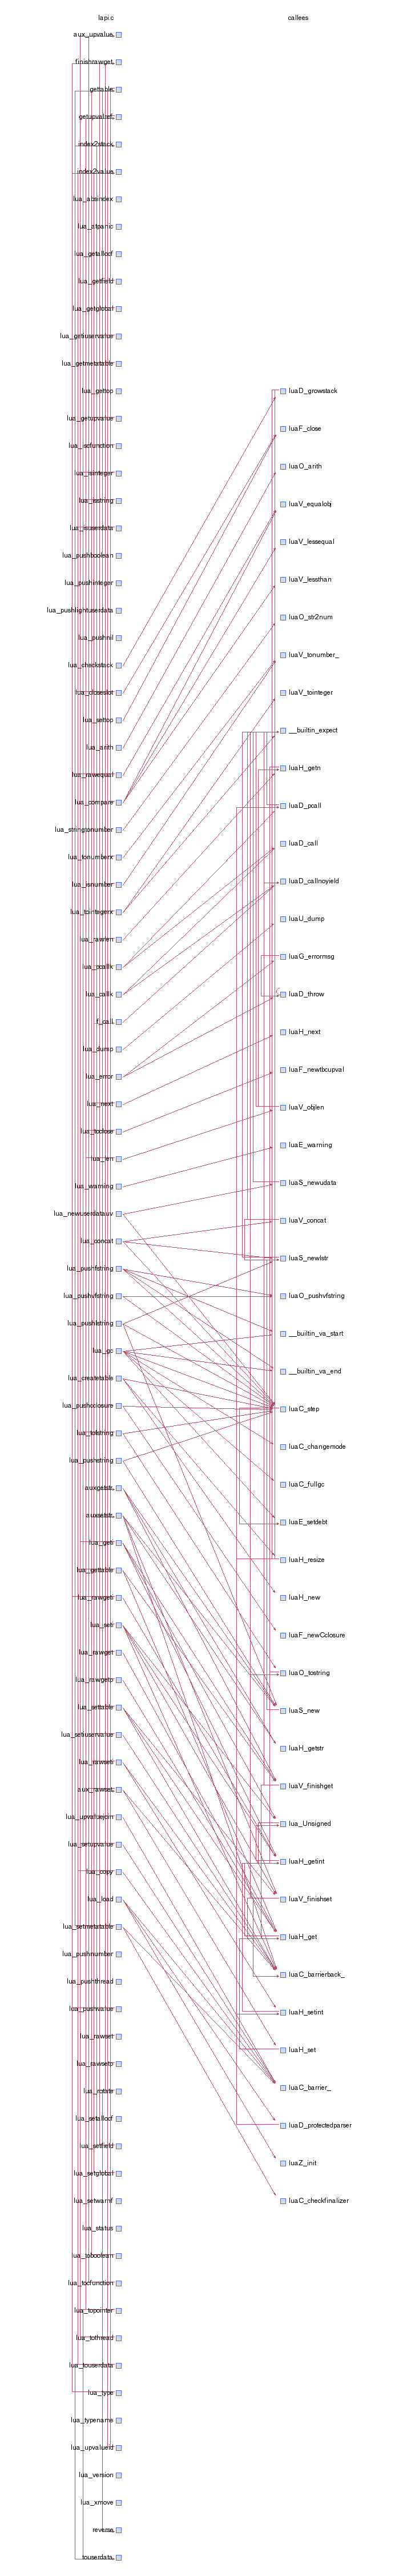 lapi.c
callees
aux_upvalue
finishrawget
gettable
getupvalref
index2stack
index2value
lua_absindex
lua_atpanic
lua_getallocf
lua_getfield
lua_getglobal
lua_getiuservalue
lua_getmetatable
lua_gettop
lua_getupvalue
lua_iscfunction
lua_isinteger
lua_isstring
lua_isuserdata
lua_pushboolean
lua_pushinteger
lua_pushlightuserdata
lua_pushnil
lua_checkstack
lua_closeslot
lua_settop
lua_arith
lua_rawequal
lua_compare
lua_stringtonumber
lua_tonumberx
lua_isnumber
lua_tointegerx
lua_rawlen
lua_pcallk
lua_callk
f_call
lua_dump
lua_error
lua_next
lua_toclose
lua_len
lua_warning
lua_newuserdatauv
lua_concat
lua_pushfstring
lua_pushvfstring
lua_pushlstring
lua_gc
lua_createtable
lua_pushcclosure
lua_tolstring
lua_pushstring
auxgetstr
auxsetstr
lua_geti
lua_gettable
lua_rawgeti
lua_seti
lua_rawget
lua_rawgetp
lua_settable
lua_setiuservalue
lua_rawseti
aux_rawset
lua_upvaluejoin
lua_setupvalue
lua_copy
lua_load
lua_setmetatable
lua_pushnumber
lua_pushthread
lua_pushvalue
lua_rawset
lua_rawsetp
lua_rotate
lua_setallocf
lua_setfield
lua_setglobal
lua_setwarnf
lua_status
lua_toboolean
lua_tocfunction
lua_topointer
lua_tothread
lua_touserdata
lua_type
lua_typename
lua_upvalueid
lua_version
lua_xmove
reverse
touserdata
luaD_growstack
luaF_close
luaO_arith
luaV_equalobj
luaV_lessequal
luaV_lessthan
luaO_str2num
luaV_tonumber_
luaV_tointeger
__builtin_expect
luaH_getn
luaD_pcall
luaD_call
luaD_callnoyield
luaU_dump
luaG_errormsg
luaD_throw
luaH_next
luaF_newtbcupval
luaV_objlen
luaE_warning
luaS_newudata
luaV_concat
luaS_newlstr
luaO_pushvfstring
__builtin_va_start
__builtin_va_end
luaC_step
luaC_changemode
luaC_fullgc
luaE_setdebt
luaH_resize
luaH_new
luaF_newCclosure
luaO_tostring
luaS_new
luaH_getstr
luaV_finishget
lua_Unsigned
luaH_getint
luaV_finishset
luaH_get
luaC_barrierback_
luaH_setint
luaH_set
luaC_barrier_
luaD_protectedparser
luaZ_init
luaC_checkfinalizer